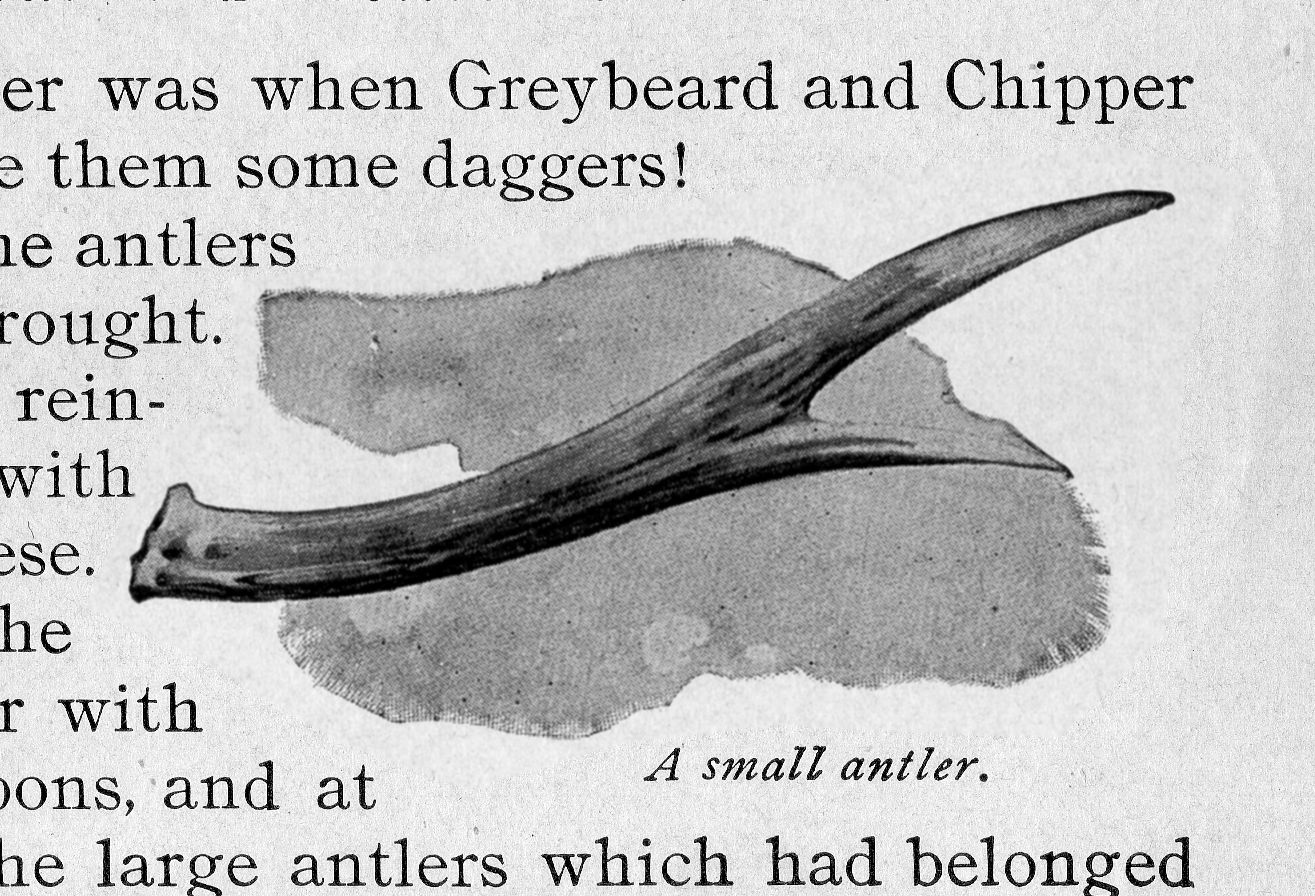 er was when Greybeard and Chipper
e them some daggers!
he antlers
rought.
rein-
with
ese.
he
r with
oons, and at
A small antler.
he large antlers which had belonged